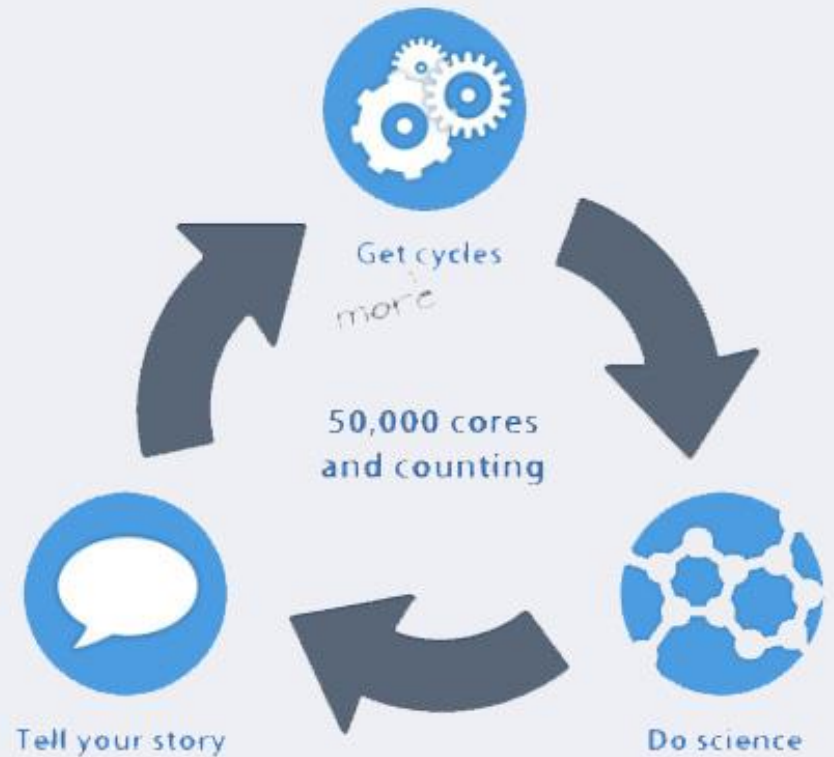 Get cycles
more
50,000 cores
and counting
Tell your story
Do science